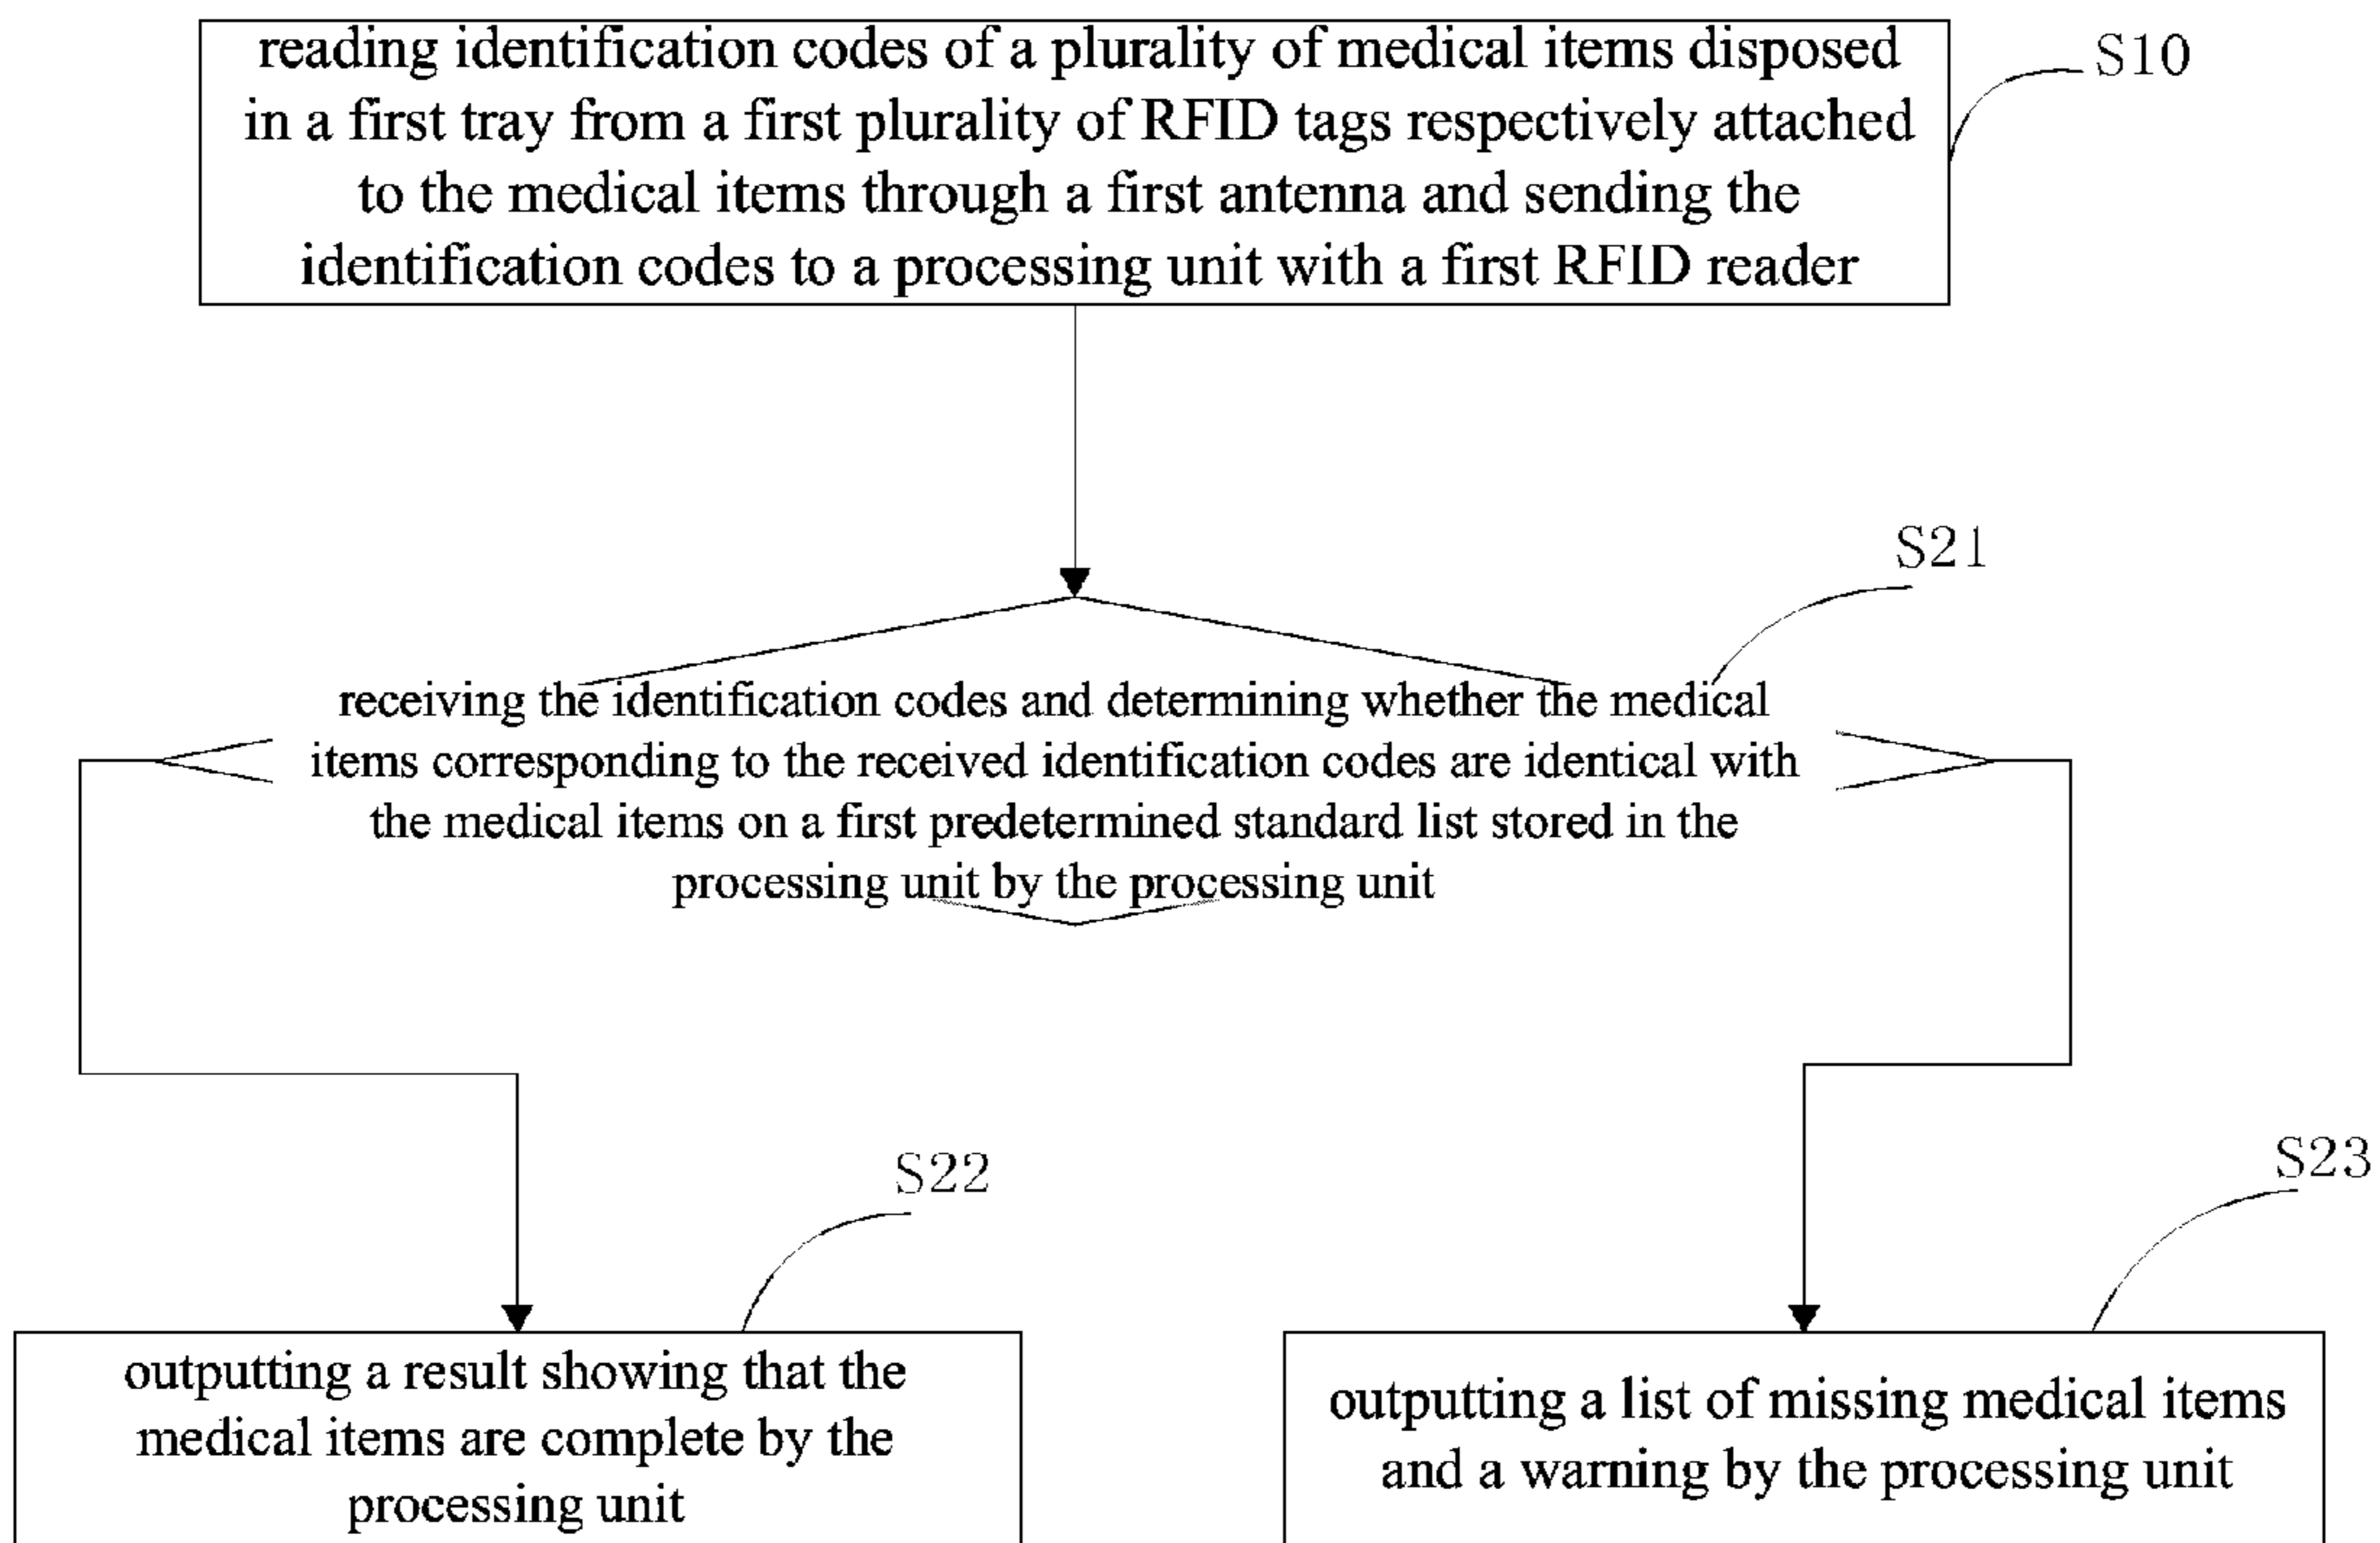 reading identification codes of a plurality of medical items disposed
in a first tray from a first plurality of RFID tags respectively attached
to the medical items through a first antenna and sending the
identification codes to a processing unit with a first RFID reader
S10
S21
receiving the identification codes and determining whether the medical
items corresponding to the received identification codes are identical with
the medical items on a first predetermined standard list stored in the
processing unit by the processing unit
S22
outputting a result showing that the
medical items are complete by the
processing unit
S23
outputting a list of missing medical items
and a warning by the processing unit